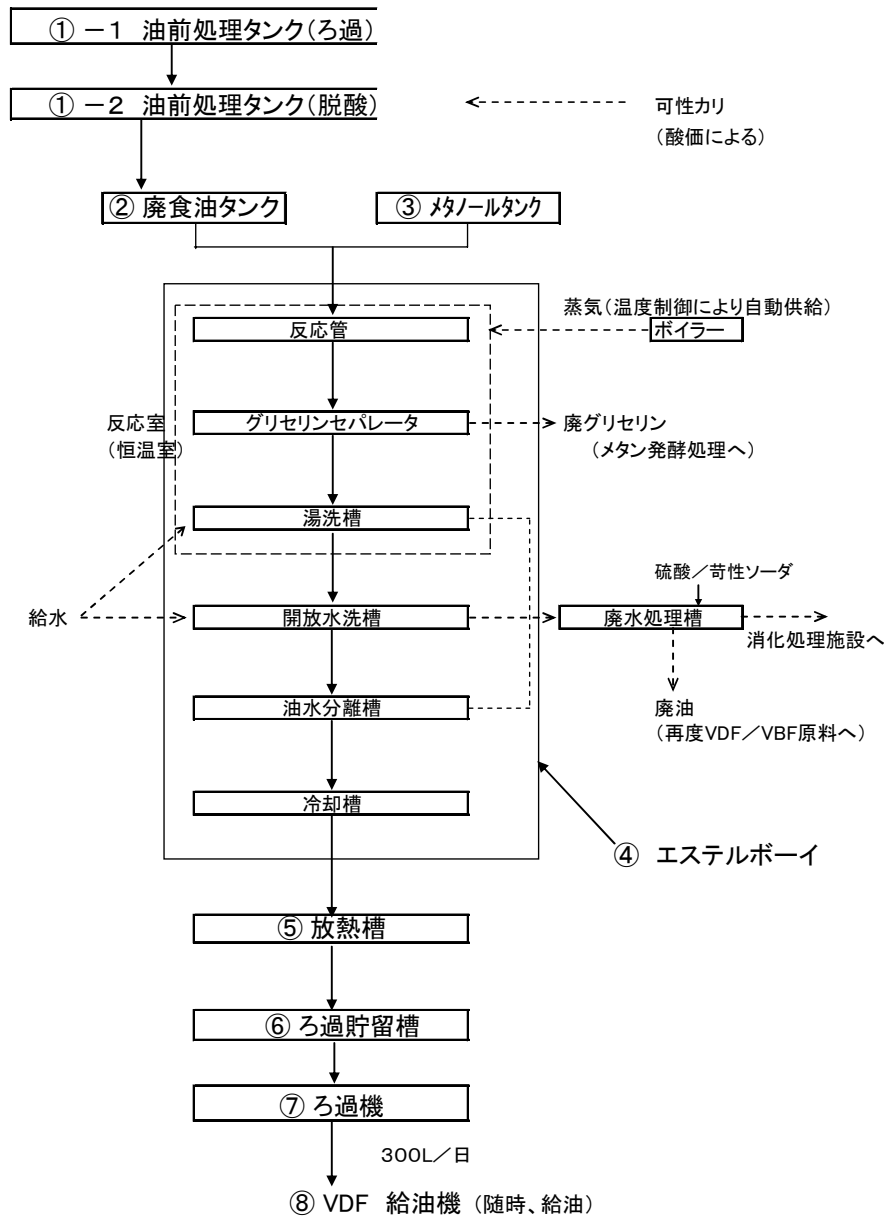 ①－1 油前処理タンク(ろ過)
①－2 油前処理タンク(脱酸)
可性カリ
(酸価による)
② 廃食油タンク
③ メタノールタンク
蒸気(温度制御により自動供給)
反応管
ボイラー
反応室
(恒温室)
グリセリンセパレータ
廃グリセリン
(メタン発酵処理へ)
湯洗槽
硫酸／苛性ソーダ
給水
開放水洗槽
廃水処理槽
消化処理施設へ
油水分離槽
廃油
(再度VDF／VBF原料へ)
冷却槽
④ エステルボーイ
⑤ 放熱槽
⑥ ろ過貯留槽
⑦ ろ過機
300L／日
⑧ VDF 給油機 (随時、給油)